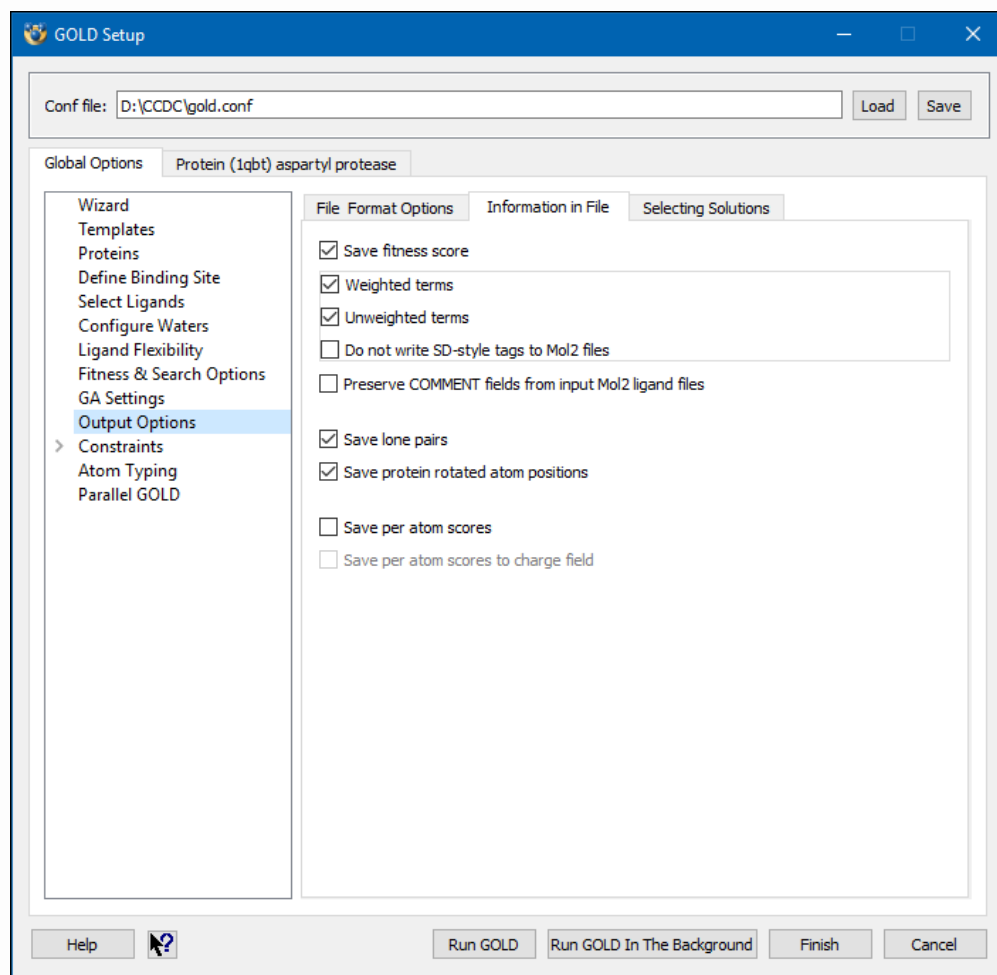 GOLD Setup
Conf file: D:\CCDC\gold.conf Load Save
Global Options Protein (1qbt) aspartyl protease
Wizard
Templates
Proteins
Define Binding Site
Select Ligands
Configure Waters
Ligand Flexibility
Fitness & Search Options
GA Settings
Output Options
Constraints
Atom Typing
Parallel GOLD
File Format Options Information in File Selecting Solutions
Save fitness score
Weighted terms
Unweighted terms
Do not write SD-style tags to Mol2 files
Preserve COMMENT fields from input Mol2 ligand files
Save lone pairs
Save protein rotated atom positions
Save per atom scores
Save per atom scores to charge field
Help ? Run GOLD Run GOLD In The Background Finish Cancel